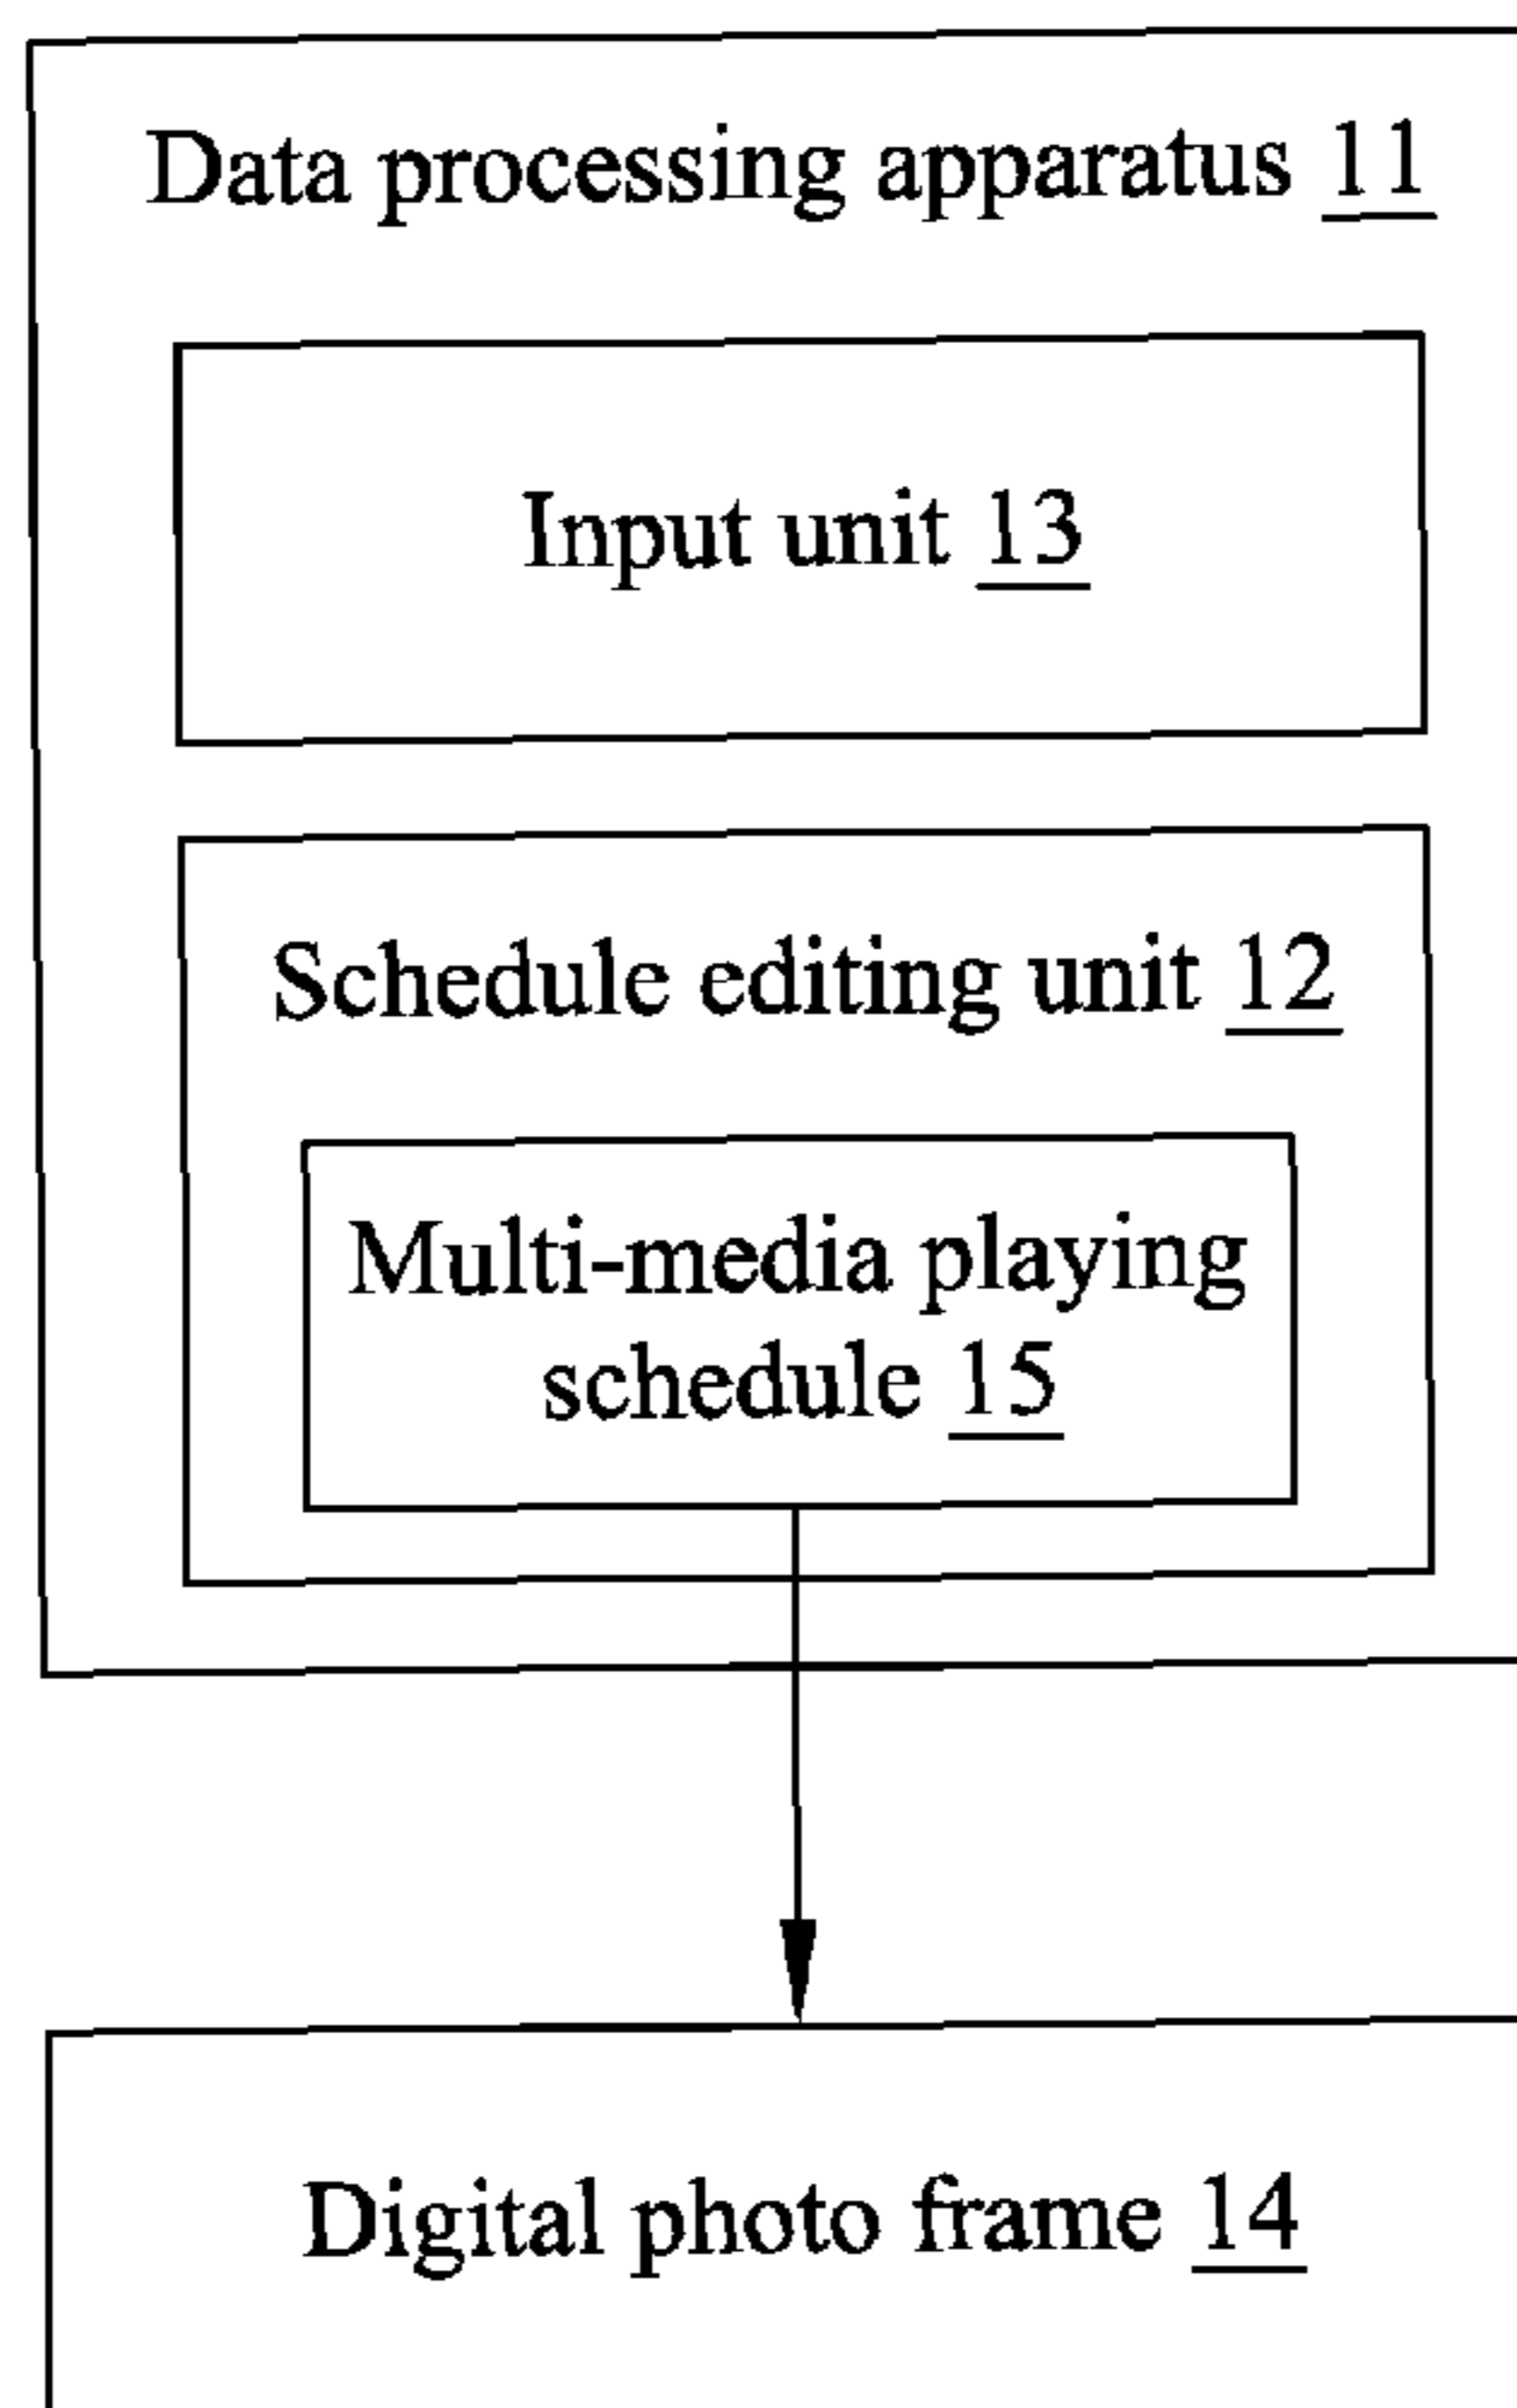 Data processing apparatus 11
Input unit 13
Schedule editing unit 12
Multi-media playing
schedule 15
Digital photo frame 14